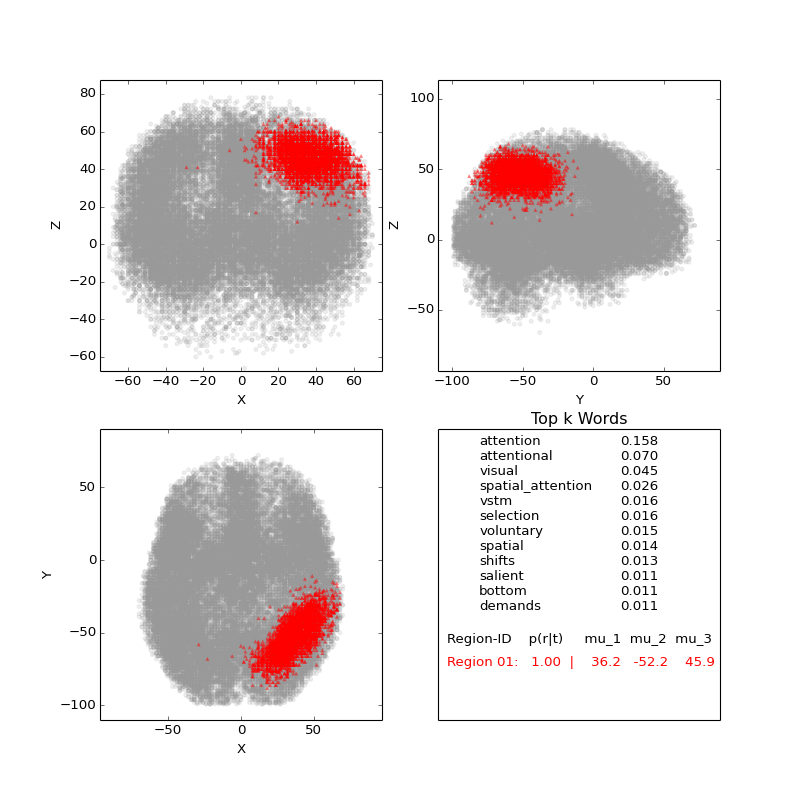 80
60
40
20
0
−20
−40
−60
Z
−60
−40
−20
0
20
40
60
X
100
50
0
−50
Z
−100
−50
0
50
Y
50
0
−50
−100
Y
−50
0
50
X
Top k Words
attention 0.158
attentional 0.070
visual 0.045
spatial_attention 0.026
vstm 0.016
selection 0.016
voluntary 0.015
spatial 0.014
shifts 0.013
salient 0.011
bottom 0.011
demands 0.011
Region-ID p(r|t) mu_1 mu_2 mu_3
Region 01: 1.00 | 36.2 -52.2 45.9